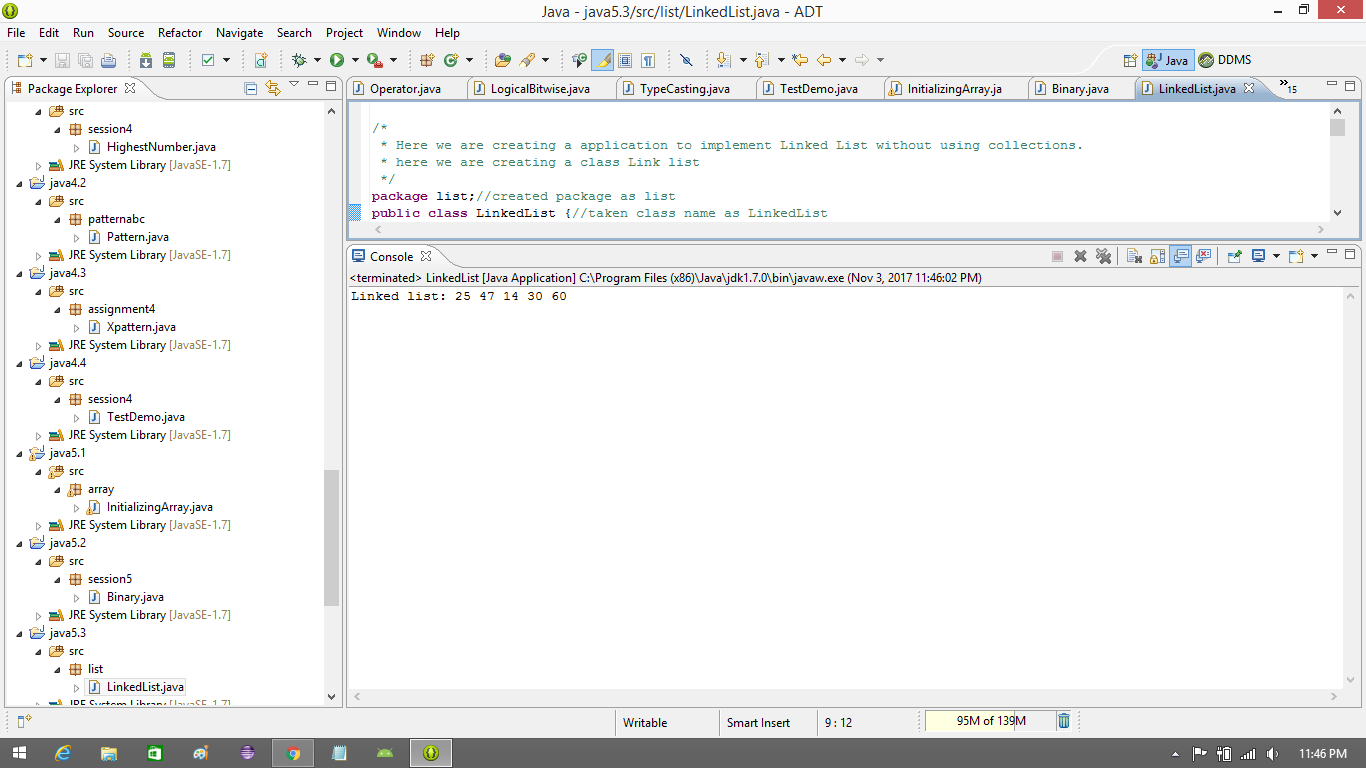 Java - java5.3/src/list/LinkedList.java - ADT
File Edit Run Source Refactor Navigate Search Project Window Help
Java DDMS
Package Explorer
src
session4
HighestNumber.java
JRE System Library [JavaSE-1.7]
java4.2
src
patternabc
Pattern.java
JRE System Library [JavaSE-1.7]
java4.3
src
assignment4
Xpattern.java
JRE System Library [JavaSE-1.7]
java4.4
src
session4
TestDemo.java
JRE System Library [JavaSE-1.7]
java5.1
src
array
InitializingArray.java
JRE System Library [JavaSE-1.7]
java5.2
src
session5
Binary.java
JRE System Library [JavaSE-1.7]
java5.3
src
list
LinkedList.java
JRE System Library [JavaSE-1.7]
Operator.java LogicalBitwise.java TypeCasting.java TestDemo.java InitializingArray.ja Binary.java LinkedList.java »15
/*
* Here we are creating a application to implement Linked List without using collections.
* here we are creating a class Link list
*/
package list;//created package as list
public class LinkedList {//taken class name as LinkedList
Console
<terminated> LinkedList [Java Application] C:\Program Files (x86)\Java\jdk1.7.0\bin\javaw.exe (Nov 3, 2017 11:46:02 PM)
Linked list: 25 47 14 30 60
Writable Smart Insert 9 : 12 95M of 139M
11:46 PM